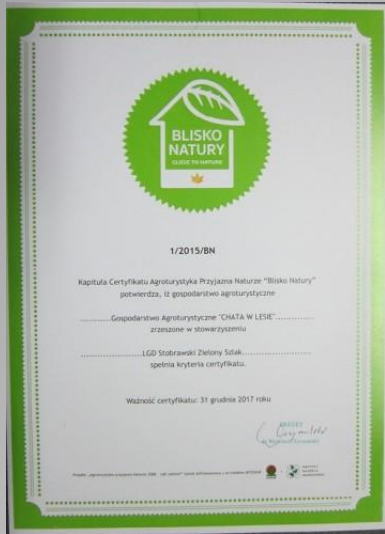 BLISKO
NATURY
CLOSE TO NATURE
1/2015/BN
Kapituła Certyfikatu Agroturystyka Przyjazna Naturze "Blisko Natury"
potwierdza, iż gospodarstwo agroturystyczne
..........Gospodarstwo Agroturystyczne "CHATA W LESIE"............
zrzeszone w stowarzyszeniu
....................LGD Stobrawski Zielony Szlak......................
spełnia kryteria certyfikatu.
Ważność certyfikatu: 31 grudnia 2017 roku
PREZES